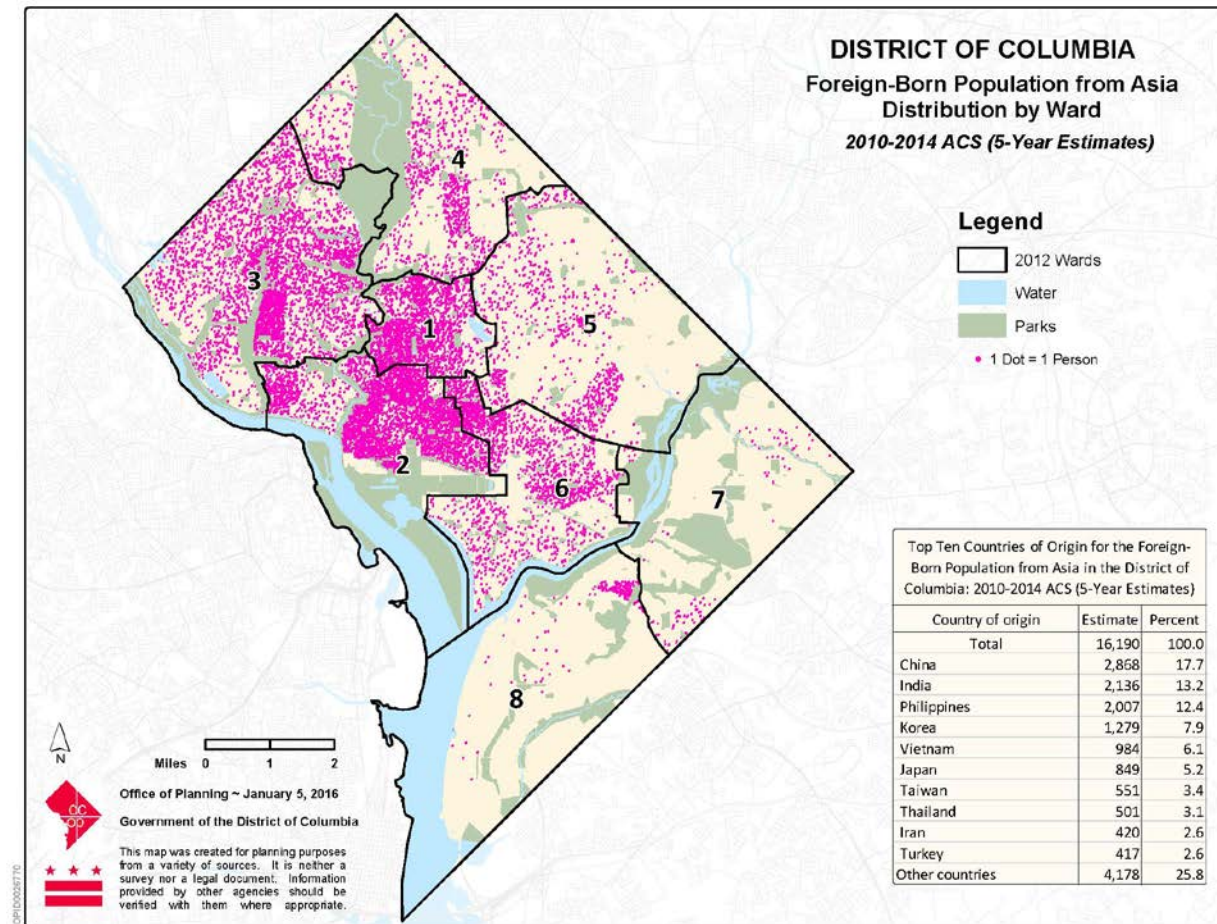 DISTRICT OF COLUMBIA
Foreign-Born Population from Asia
Distribution by Ward
2010-2014 ACS (5-Year Estimates)
Legend
2012 Wards
Water
Parks
1 Dot = 1 Person
4
3
1
5
2
6
7
8
Top Ten Countries of Origin for the Foreign-
Born Population from Asia in the District of
Columbia: 2010-2014 ACS (5-Year Estimates)
Country of origin Estimate Percent
Total 16,190 100.0
China 2,868 17.7
India 2,136 13.2
Philippines 2,007 12.4
Korea 1,279 7.9
Vietnam 984 6.1
Japan 849 5.2
Taiwan 551 3.4
Thailand 501 3.1
Iran 420 2.6
Turkey 417 2.6
Other countries 4,178 25.8
N
Miles 0 1 2
DC
OP
Office of Planning ~ January 5, 2016
Government of the District of Columbia
This map was created for planning purposes
from a variety of sources. It is neither a
survey nor a legal document. Information
provided by other agencies should be
verified with them where appropriate.